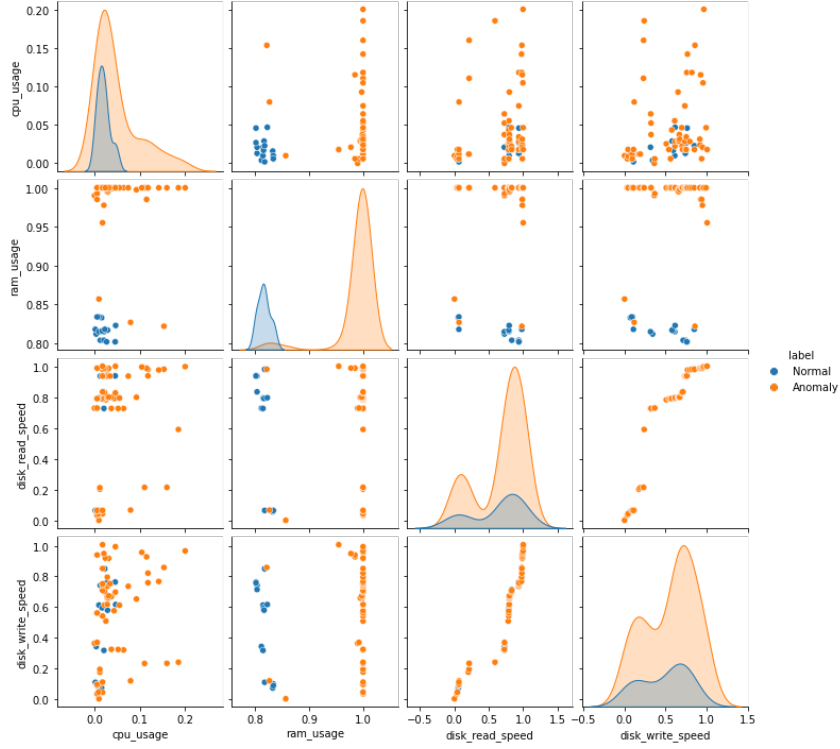 0.20
0.15
0.10
0.05
0.00
cpu_usage
1.00
0.95
0.90
0.85
0.80
ram_usage
label
Normal
Anomaly
1.0
0.8
0.6
0.4
0.2
0.0
disk_read_speed
1.0
0.8
0.6
0.4
0.2
0.0
disk_write_speed
0.0 0.1 0.2
cpu_usage
0.8 0.9 1.0
ram_usage
−0.5 0.0 0.5 1.0 1.5
disk_read_speed
−0.5 0.0 0.5 1.0 1.5
disk_write_speed